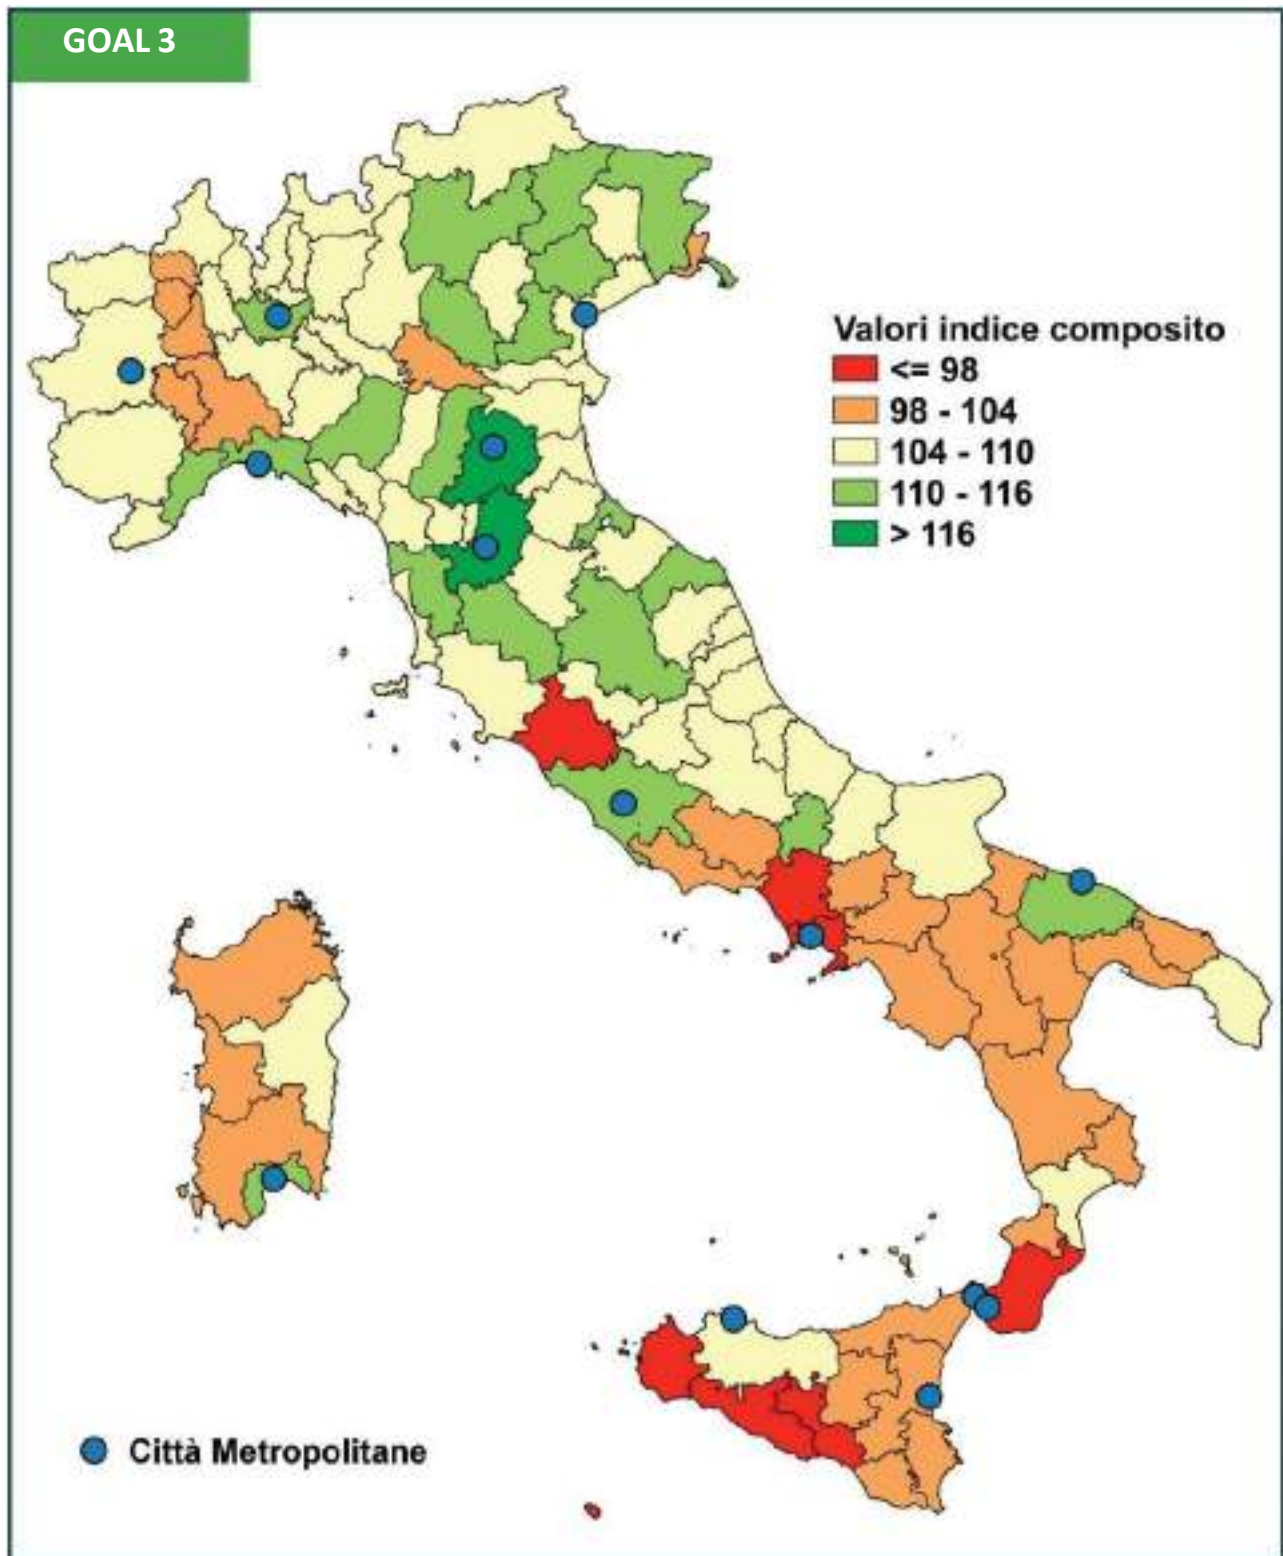 GOAL 3
Valori indice composito
<= 98
98 - 104
104 - 110
110 - 116
> 116
Città Metropolitane